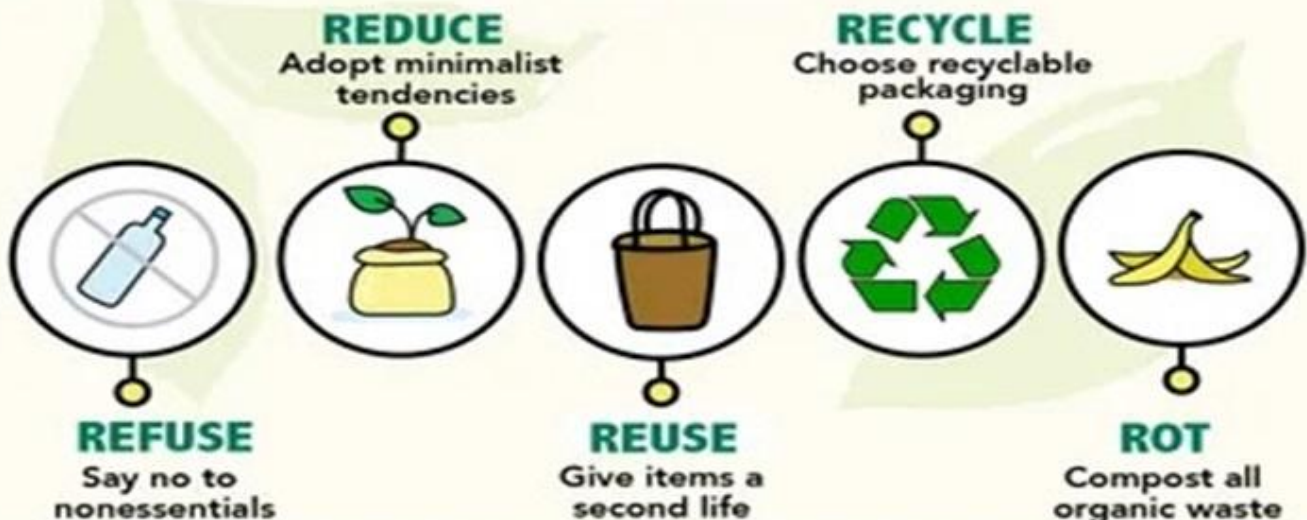 REDUCE
Adopt minimalist
tendencies
RECYCLE
Choose recyclable
packaging
REFUSE
Say no to
nonessentials
REUSE
Give items a
second life
ROT
Compost all
organic waste